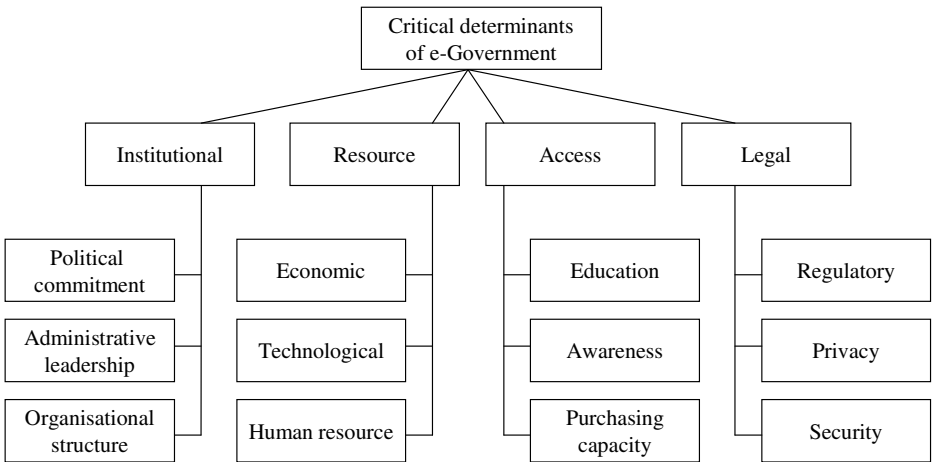 Critical determinants
of e-Government
Institutional
Resource
Access
Legal
Political
commitment
Economic
Education
Regulatory
Administrative
leadership
Technological
Awareness
Privacy
Organisational
structure
Human resource
Purchasing
capacity
Security